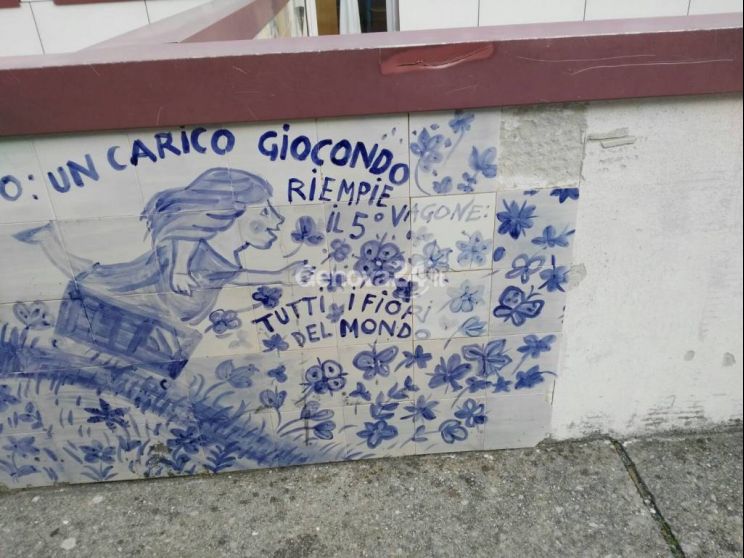 O: UN CARICO GIOCONDO
RIEMPIE
IL 5° VAGONE:
TUTTI I FIORI
DEL MONDO